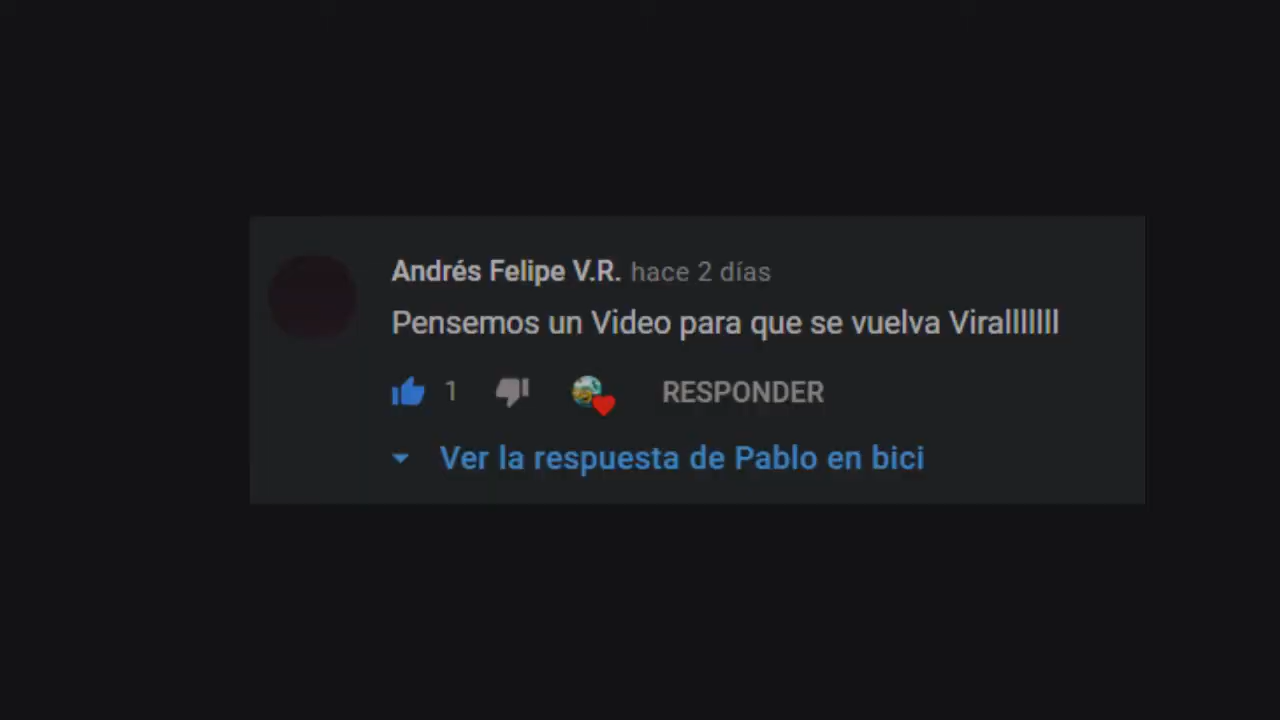 Andrés Felipe V.R. hace 2 días
Pensemos un Video para que se vuelva Viralllllll
1 RESPONDER
Ver la respuesta de Pablo en bici